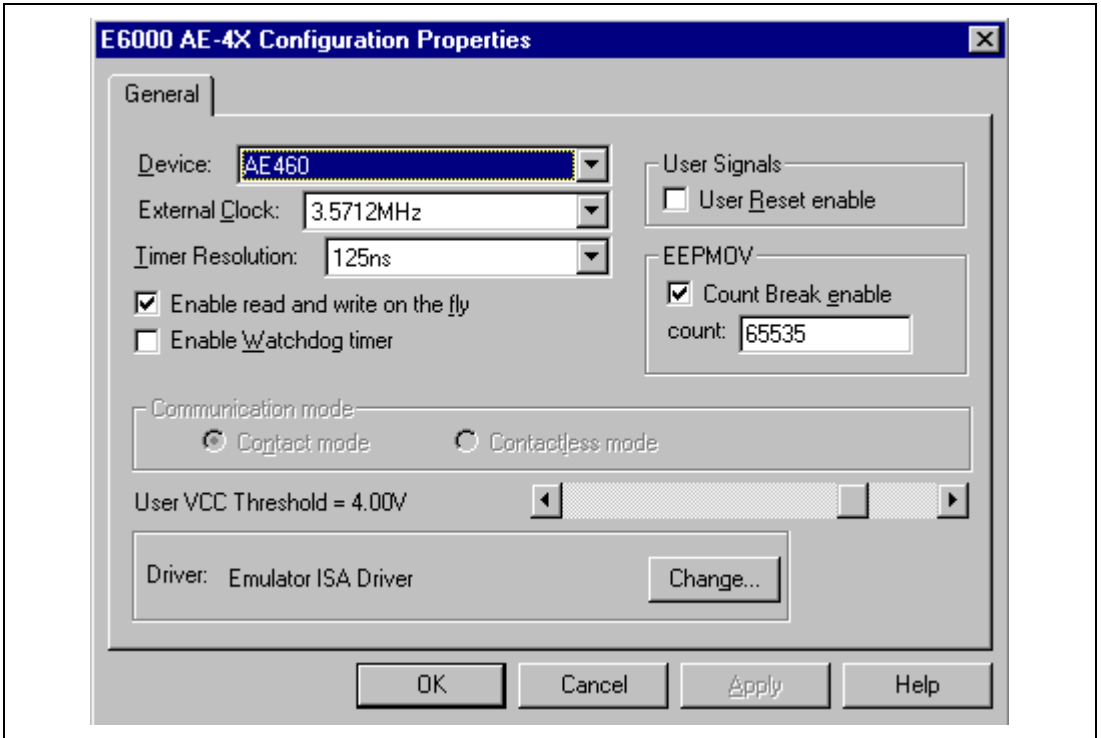 E6000 AE-4X Configuration Properties
General
Device: AE460
External Clock: 3.5712MHz
Timer Resolution: 125ns
Enable read and write on the fly
Enable Watchdog timer
User Signals
User Reset enable
EEPMOV
Count Break enable
count: 65535
Communication mode
Contact mode
Contactless mode
User VCC Threshold = 4.00V
Driver: Emulator ISA Driver
Change...
OK
Cancel
Apply
Help